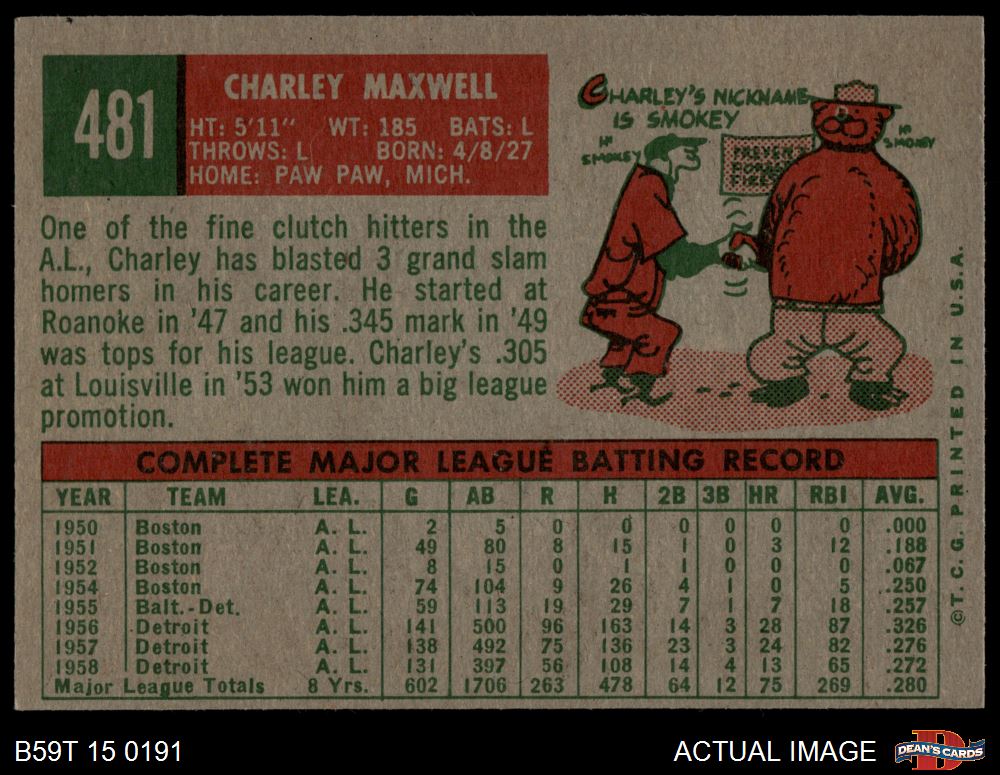 481
CHARLEY MAXWELL
HT: 5'11" WT: 185 BATS: L
THROWS: L BORN: 4/8/27
HOME: PAW PAW, MICH.
One of the fine clutch hitters in the
A.L., Charley has blasted 3 grand slam
homers in his career. He started at
Roanoke in '47 and his .345 mark in '49
was tops for his league. Charley's .305
at Louisville in '53 won him a big league
promotion.
CHARLEY'S NICKNAME
IS SMOKEY
HI
SMOKEY
HI
SMOKEY
PREVENT
COMPLETE MAJOR LEAGUE BATTING RECORD
YEAR TEAM LEA. G AB R H 2B 3B HR RBI AVG.
1950 Boston A. L. 2 5 0 0 0 0 0 0 .000
1951 Boston A. L. 49 80 8 15 1 0 3 12 .188
1952 Boston A. L. 8 15 0 1 1 0 0 0 .067
1954 Boston A. L. 74 104 9 26 4 1 0 5 .250
1955 Balt.-Det. A. L. 59 113 19 29 7 1 7 18 .257
1956 Detroit A. L. 141 500 96 163 14 3 28 87 .326
1957 Detroit A. L. 138 492 75 136 23 3 24 82 .276
1958 Detroit A. L. 131 397 56 108 14 4 13 65 .272
Major League Totals 8 Yrs. 602 1706 263 478 64 12 75 269 .280
©T. C. G. PRINTED IN U.S.A.
B59T 15 0191
ACTUAL IMAGE
DEAN'S CARDS